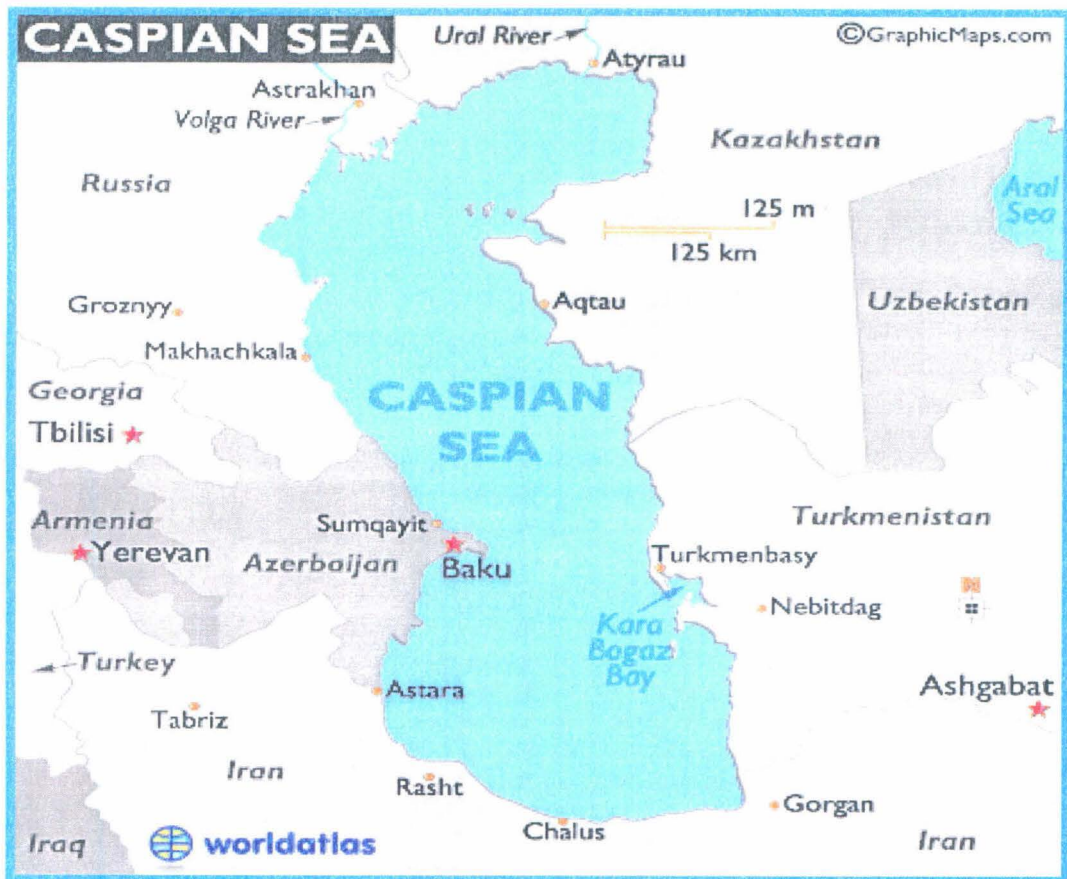 CASPIAN SEA
Ural River
©GraphicMaps.com
Atyrau
Astrakhan
Volga River
Kazakhstan
Russia
Aral
Sea
125 m
125 km
Uzbekistan
Aqtau
Groznyy
Makhachkala
Georgia
Tbilisi
CASPIAN
SEA
Armenia
Yerevan
Azerbaijan
Sumqayit
Baku
Turkmenistan
Turkmenbasy
Nebitdag
Kara
Bogaz
Bay
Turkey
Astara
Ashgabat
Tabriz
Iran
Rasht
Chalus
Gorgan
Iran
Iraq
worldatlas
N